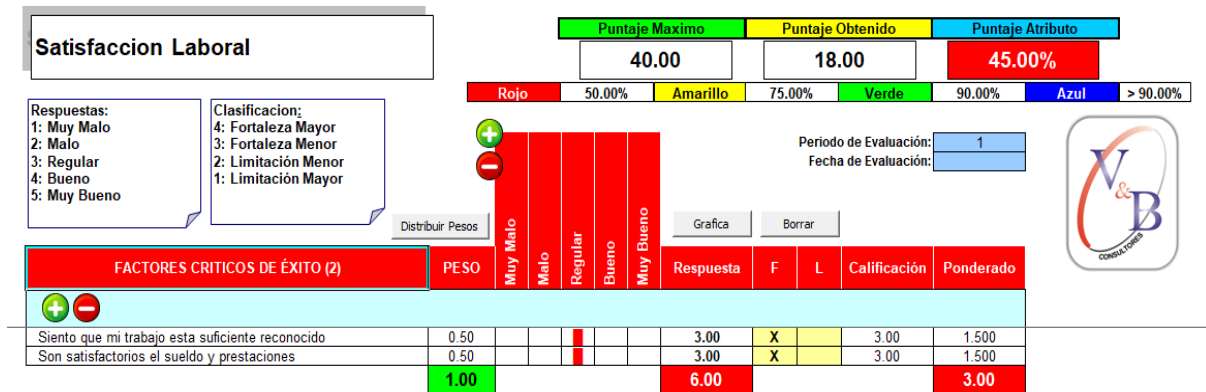 Satisfaccion Laboral
Puntaje Maximo Puntaje Obtenido Puntaje Atributo
40.00 18.00 45.00%
Rojo 50.00% Amarillo 75.00% Verde 90.00% Azul > 90.00%
Respuestas:
1: Muy Malo
2: Malo
3: Regular
4: Bueno
5: Muy Bueno
Clasificacion:
4: Fortaleza Mayor
3: Fortaleza Menor
2: Limitación Menor
1: Limitación Mayor
Periodo de Evaluación: 1
Fecha de Evaluación:
V&B
CONSULTORES
Distribuir Pesos
Grafica
Borrar
FACTORES CRITICOS DE ÉXITO (2) PESO Muy Malo Malo Regular Bueno Muy Bueno Respuesta F L Calificación Ponderado
Siento que mi trabajo esta suficiente reconocido 0.50 3.00 X 3.00 1.500
Son satisfactorios el sueldo y prestaciones 0.50 3.00 X 3.00 1.500
1.00 6.00 3.00